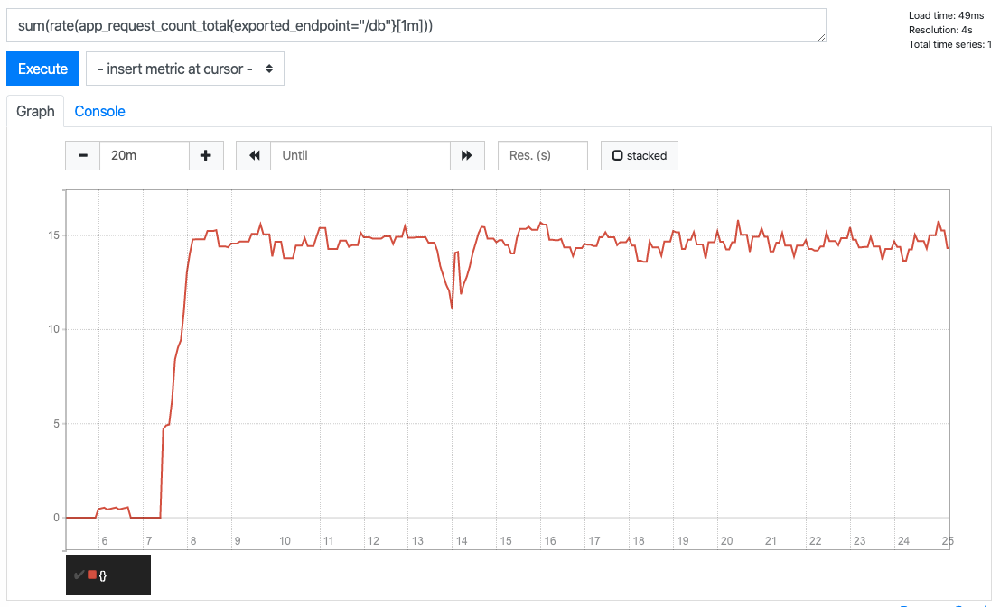 sum(rate(app_request_count_total{exported_endpoint="/db"}[1m]))
Load time: 49ms
Resolution: 4s
Total time series: 1
Execute
- insert metric at cursor -
Graph
Console
20m
Until
Res. (s)
stacked
15
10
5
0
6 7 8 9 10 11 12 13 14 15 16 17 18 19 20 21 22 23 24 25
{}